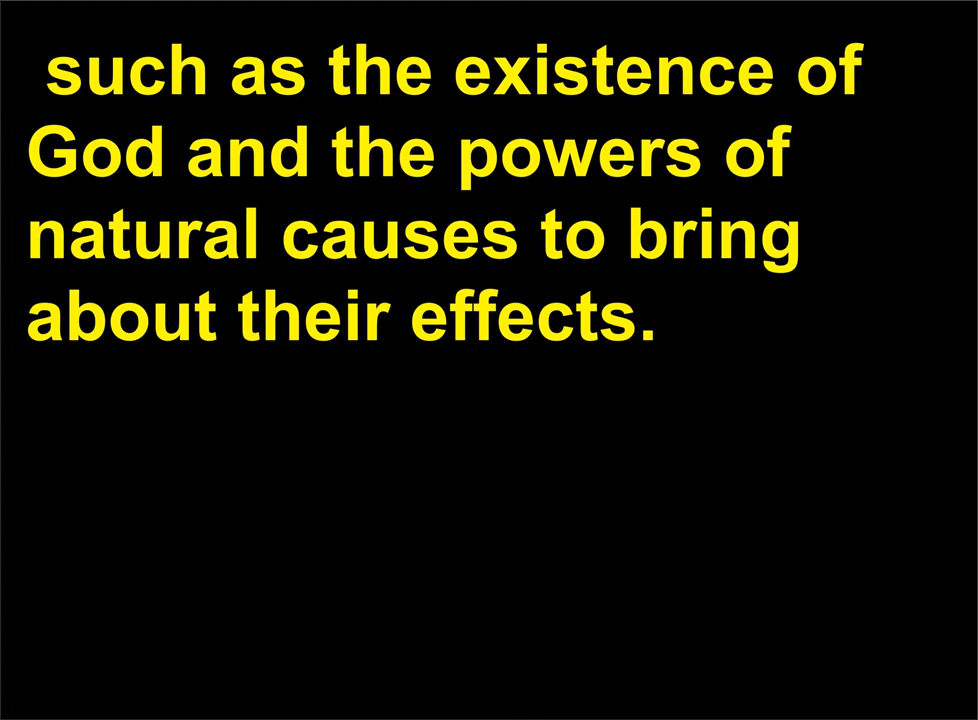 such as the existence of
God and the powers of
natural causes to bring
about their effects.